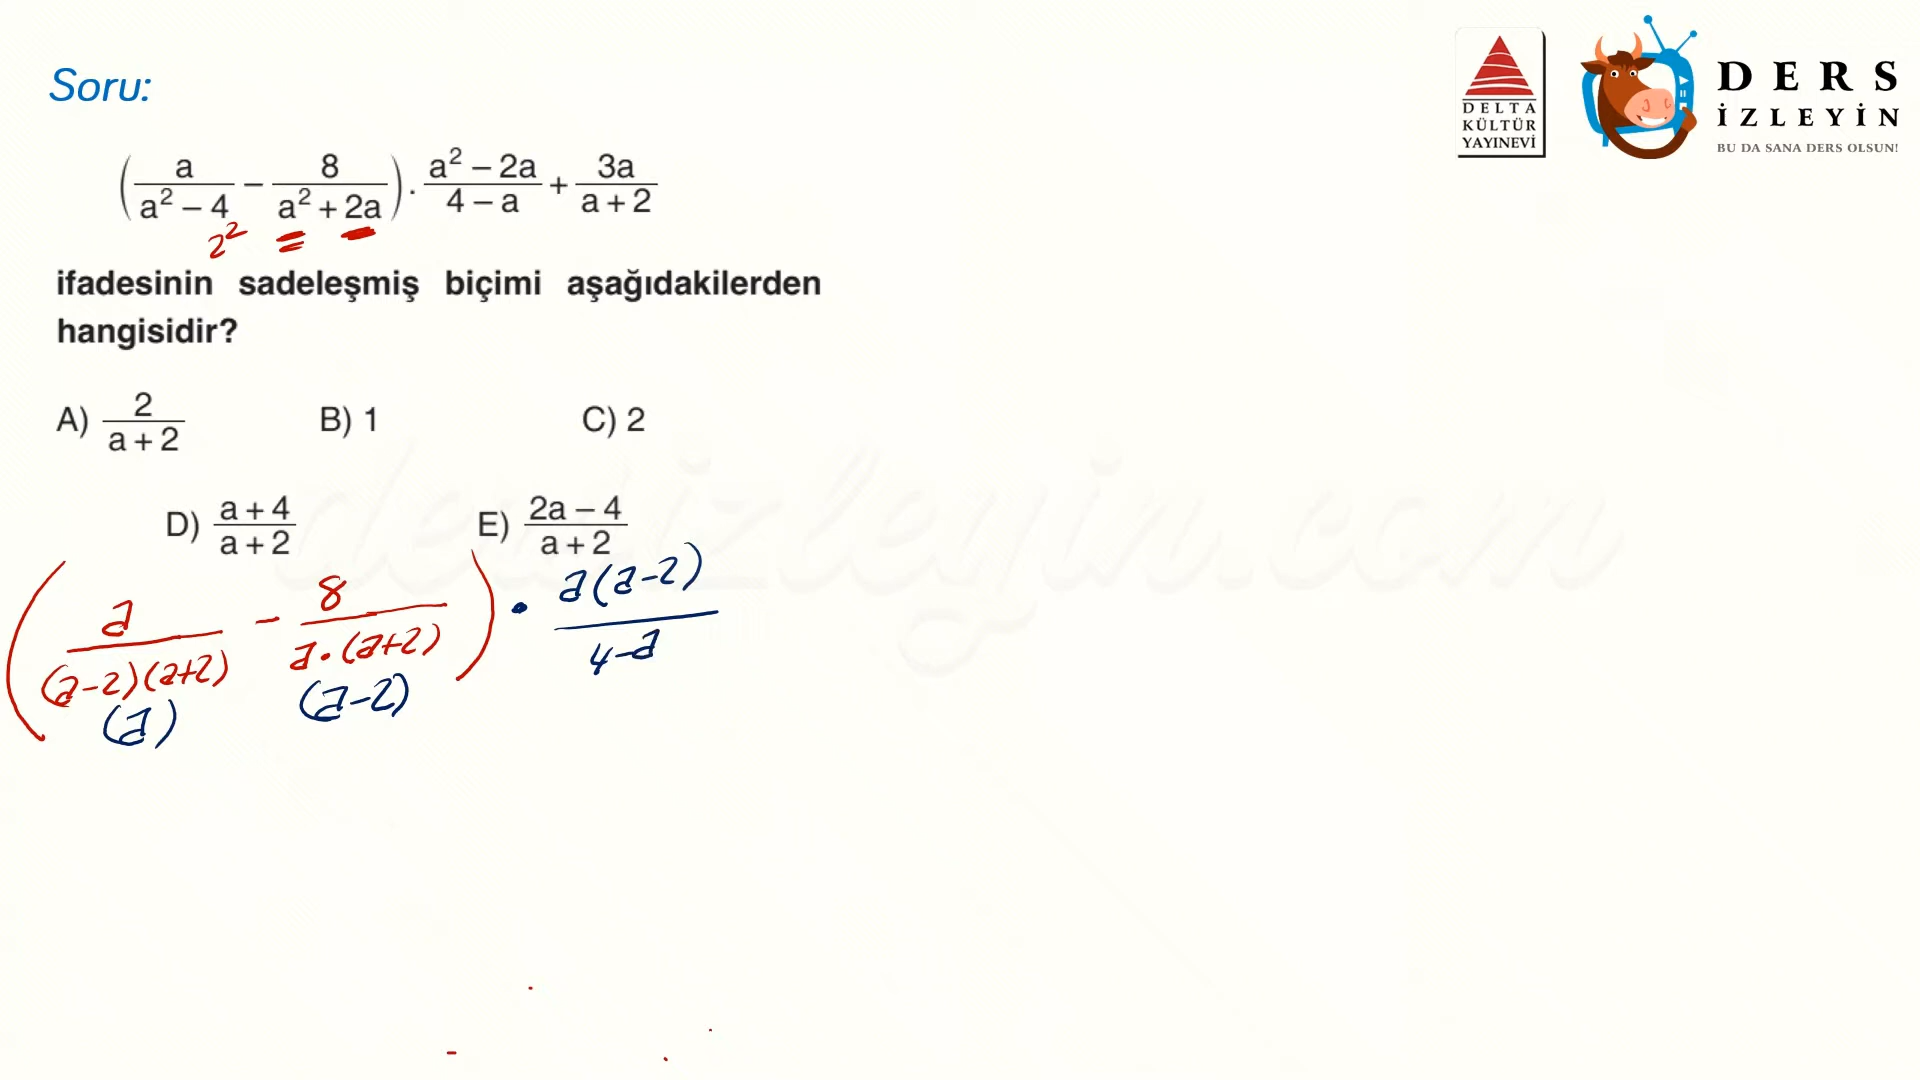 Soru:
DELTA
KÜLTÜR
YAYINEVİ
DERS
İZLEYİN
BU DA SANA DERS OLSUN!
(a/(a² − 4) − 8/(a² + 2a)) . (a² − 2a)/(4 − a) + 3a/(a + 2)
2²
ifadesinin sadeleşmiş biçimi aşağıdakilerden
hangisidir?
A) 2/(a + 2) B) 1 C) 2
D) (a + 4)/(a + 2) E) (2a − 4)/(a + 2)
(a/((a-2)(a+2)) - 8/(a.(a+2))) . a(a-2)/(4-a)
(a) (a-2)
dersizleyin.com